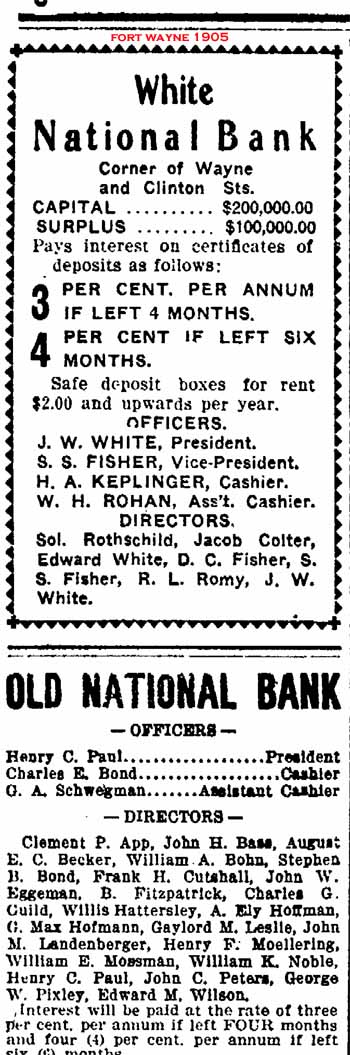 FORT WAYNE 1905
White
National Bank
Corner of Wayne
and Clinton Sts.
CAPITAL .......... $200,000.00
SURPLUS ......... $100,000.00
Pays interest on certificates of
deposits as follows:
3 PER CENT. PER ANNUM
IF LEFT 4 MONTHS.
4 PER CENT IF LEFT SIX
MONTHS.
Safe deposit boxes for rent
$2.00 and upwards per year.
OFFICERS.
J. W. WHITE, President.
S. S. FISHER, Vice-President.
H. A. KEPLINGER, Cashier.
W. H. ROHAN, Ass't. Cashier.
DIRECTORS.
Sol. Rothschild, Jacob Colter,
Edward White, D. C. Fisher, S.
S. Fisher, R. L. Romy, J. W.
White.
OLD NATIONAL BANK
— OFFICERS —
Henry C. Paul...................President
Charles E. Bond...................Cashier
G. A. Schwegman.......Assistant Cashier
— DIRECTORS —
Clement P. App, John H. Bass, August
E. C. Becker, William A. Bohn, Stephen
B. Bond, Frank H. Cutshall, John W.
Eggeman, B. Fitzpatrick, Charles G.
Guild, Willis Hattersley, A. Ely Hoffman,
G. Max Hofmann, Gaylord M. Leslie, John
M. Landenberger, Henry F. Moellering,
William E. Mossman, William K. Noble,
Henry C. Paul, John C. Peters, George
W. Pixley, Edward M. Wilson.
Interest will be paid at the rate of three
per cent. per annum if left FOUR months
and four (4) per cent. per annum if left
six (6) months